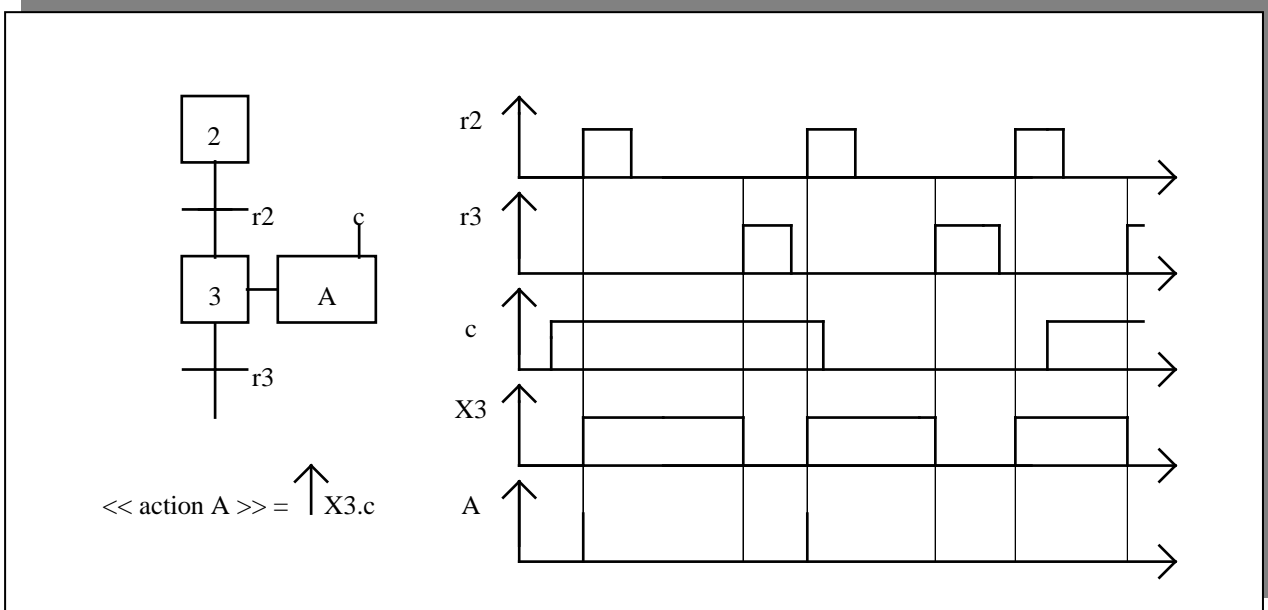 2
r2
c
3
A
r3
<< action A >> = ↑ X3.c
r2
r3
c
X3
A